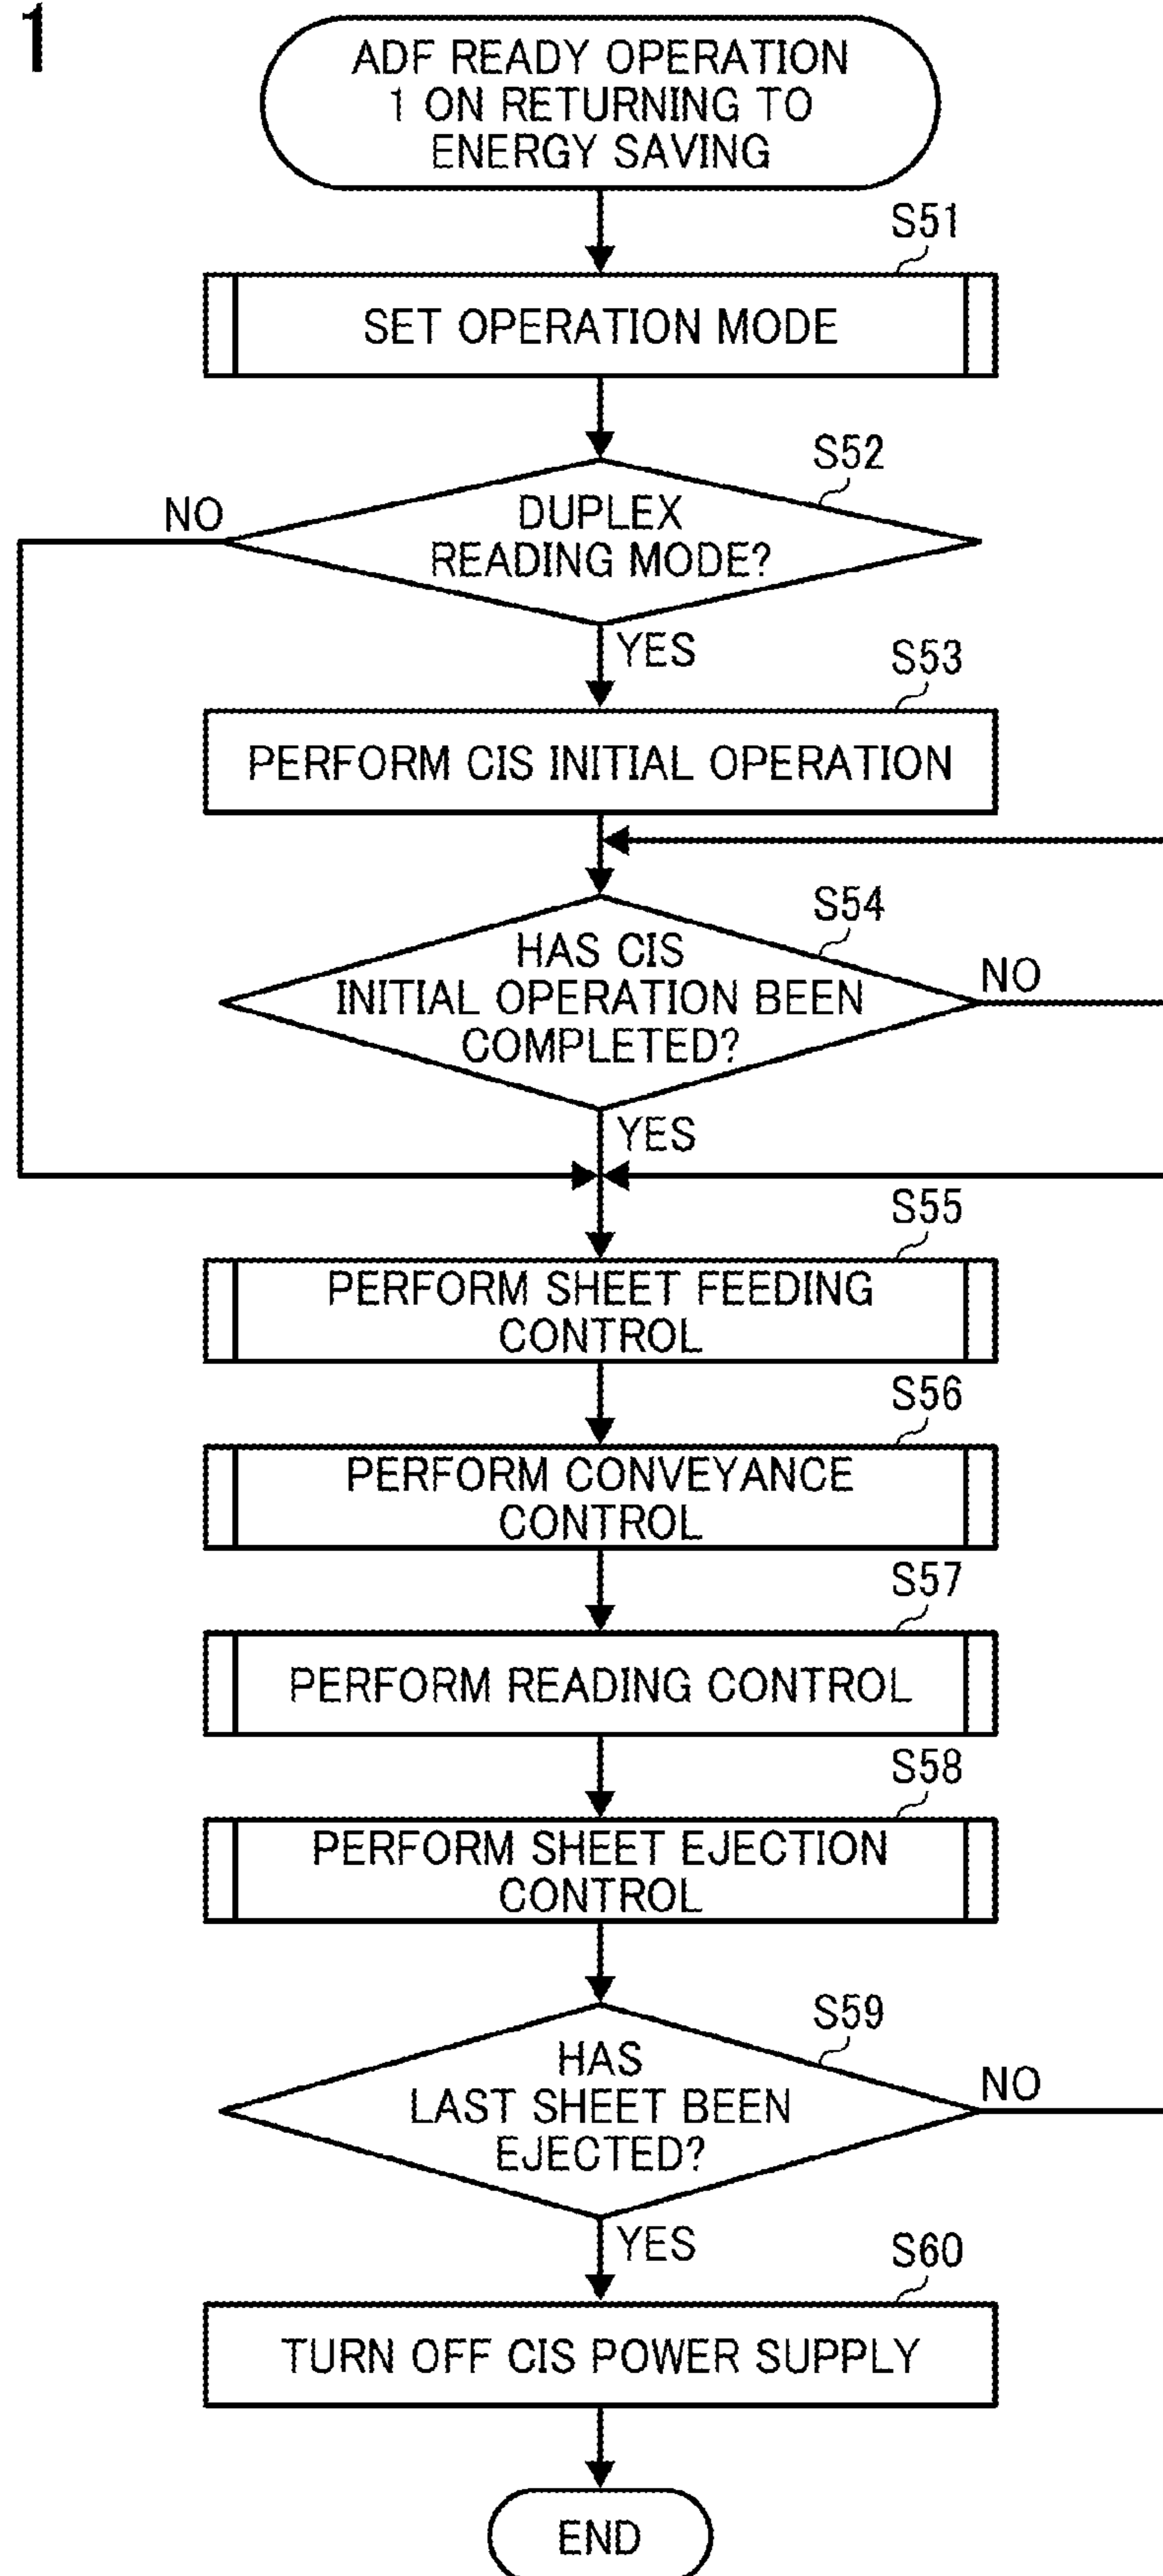 1
ADF READY OPERATION
1 ON RETURNING TO
ENERGY SAVING
S51
SET OPERATION MODE
S52
NO
DUPLEX
READING MODE?
YES
S53
PERFORM CIS INITIAL OPERATION
S54
HAS CIS
INITIAL OPERATION BEEN
COMPLETED?
NO
YES
S55
PERFORM SHEET FEEDING
CONTROL
S56
PERFORM CONVEYANCE
CONTROL
S57
PERFORM READING CONTROL
S58
PERFORM SHEET EJECTION
CONTROL
S59
HAS
LAST SHEET BEEN
EJECTED?
NO
YES
S60
TURN OFF CIS POWER SUPPLY
END